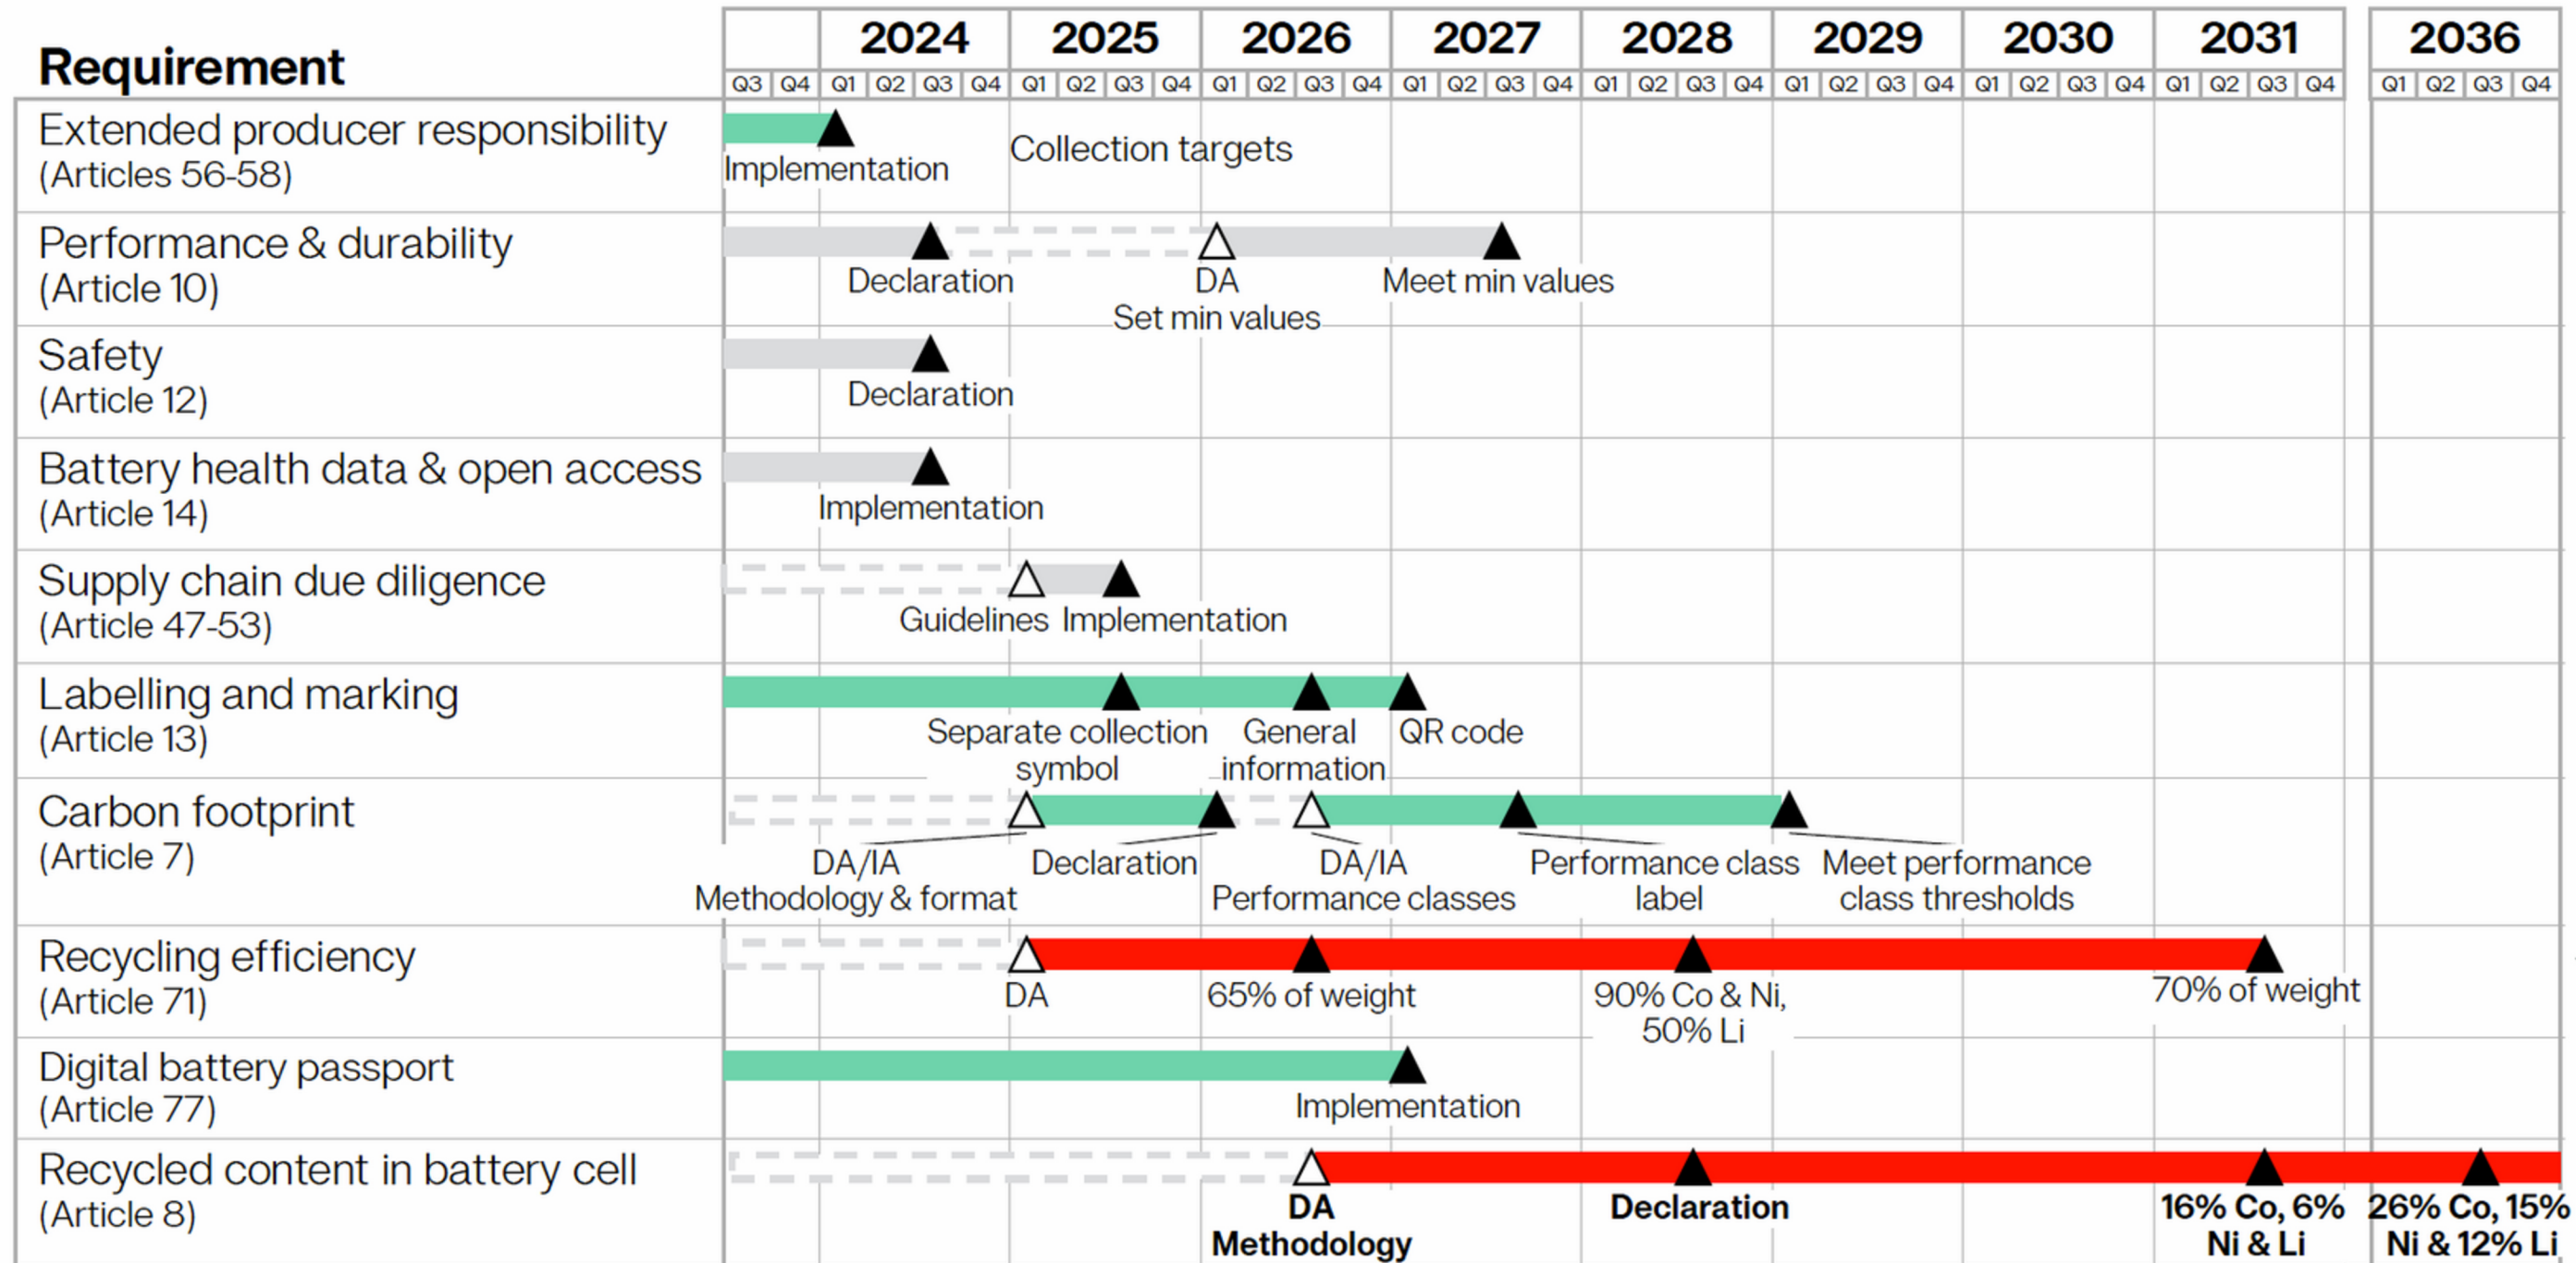 Requirement
2024 2025 2026 2027 2028 2029 2030 2031 2036
Q3 Q4 Q1 Q2 Q3 Q4 Q1 Q2 Q3 Q4 Q1 Q2 Q3 Q4 Q1 Q2 Q3 Q4 Q1 Q2 Q3 Q4 Q1 Q2 Q3 Q4 Q1 Q2 Q3 Q4 Q1 Q2 Q3 Q4 Q1 Q2 Q3 Q4
Extended producer responsibility
(Articles 56-58)
Implementation
Collection targets
Performance & durability
(Article 10)
Declaration
DA
Set min values
Meet min values
Safety
(Article 12)
Declaration
Battery health data & open access
(Article 14)
Implementation
Supply chain due diligence
(Article 47-53)
Guidelines
Implementation
Labelling and marking
(Article 13)
Separate collection
symbol
General
information
QR code
Carbon footprint
(Article 7)
DA/IA
Methodology & format
Declaration
DA/IA
Performance classes
Performance class
label
Meet performance
class thresholds
Recycling efficiency
(Article 71)
DA
65% of weight
90% Co & Ni,
50% Li
70% of weight
Digital battery passport
(Article 77)
Implementation
Recycled content in battery cell
(Article 8)
DA
Methodology
Declaration
16% Co, 6%
Ni & Li
26% Co, 15%
Ni & 12% Li